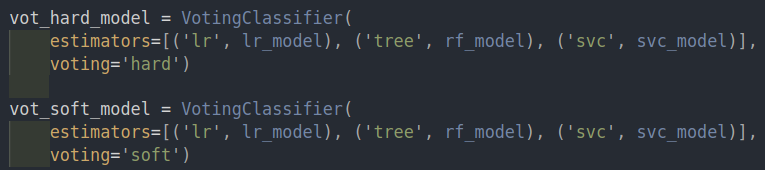 vot_hard_model = VotingClassifier(
    estimators=[('lr', lr_model), ('tree', rf_model), ('svc', svc_model)],
    voting='hard')
vot_soft_model = VotingClassifier(
    estimators=[('lr', lr_model), ('tree', rf_model), ('svc', svc_model)],
    voting='soft')